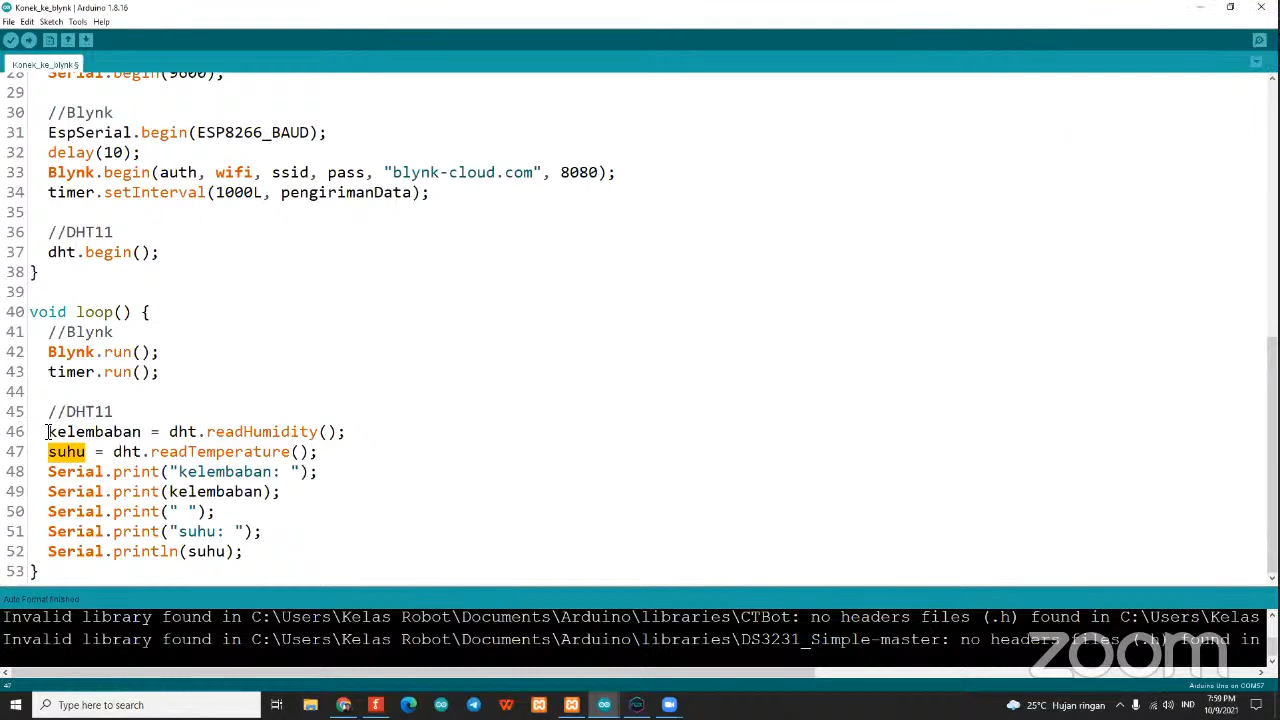 Konek_ke_blynk | Arduino 1.8.16
File Edit Sketch Tools Help
Konek_ke_blynk §
28 Serial.begin(9600);
29
30 //Blynk
31 EspSerial.begin(ESP8266_BAUD);
32 delay(10);
33 Blynk.begin(auth, wifi, ssid, pass, "blynk-cloud.com", 8080);
34 timer.setInterval(1000L, pengirimanData);
35
36 //DHT11
37 dht.begin();
38 }
39
40 void loop() {
41 //Blynk
42 Blynk.run();
43 timer.run();
44
45 //DHT11
46 kelembaban = dht.readHumidity();
47 suhu = dht.readTemperature();
48 Serial.print("kelembaban: ");
49 Serial.print(kelembaban);
50 Serial.print(" ");
51 Serial.print("suhu: ");
52 Serial.println(suhu);
53 }
Auto Format finished
Invalid library found in C:\Users\Kelas Robot\Documents\Arduino\libraries\CTBot: no headers files (.h) found in C:\Users\Kelas
Invalid library found in C:\Users\Kelas Robot\Documents\Arduino\libraries\DS3231_Simple-master: no headers files (.h) found in
zoom
47 Arduino Uno on COM57
Type here to search
25°C Hujan ringan
IND
7:59 PM
10/9/2021